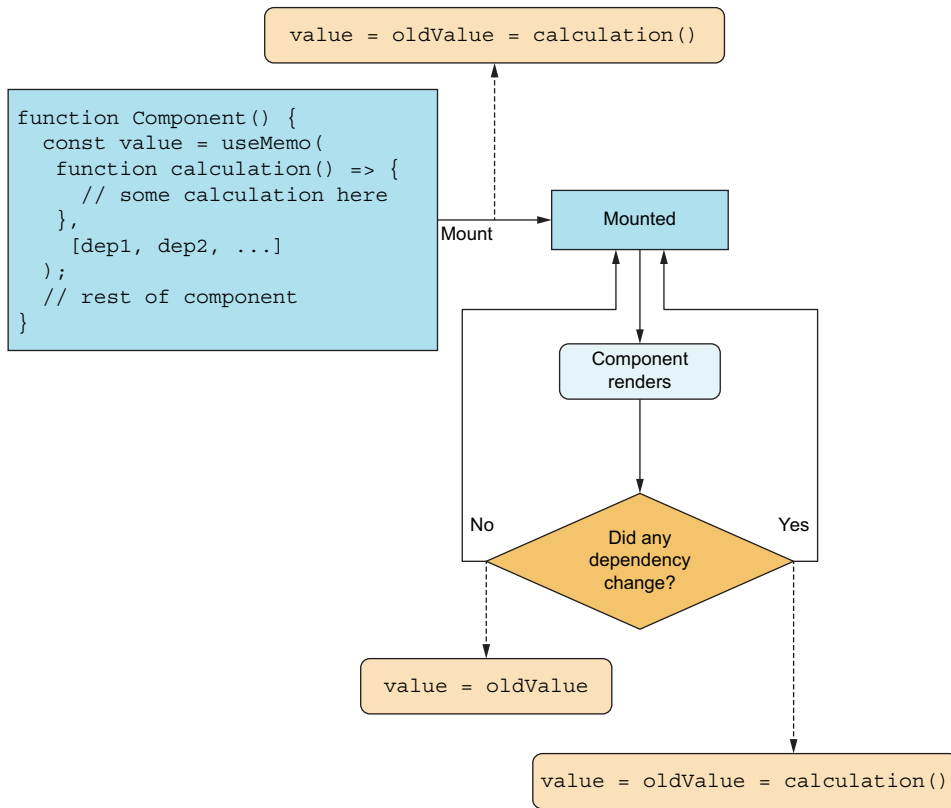 value = oldValue = calculation()
function Component() {
  const value = useMemo(
   function calculation() => {
     // some calculation here
   },
    [dep1, dep2, ...]
  );
  // rest of component
}
Mount
Mounted
Component
renders
No
Yes
Did any
dependency
change?
value = oldValue
value = oldValue = calculation()